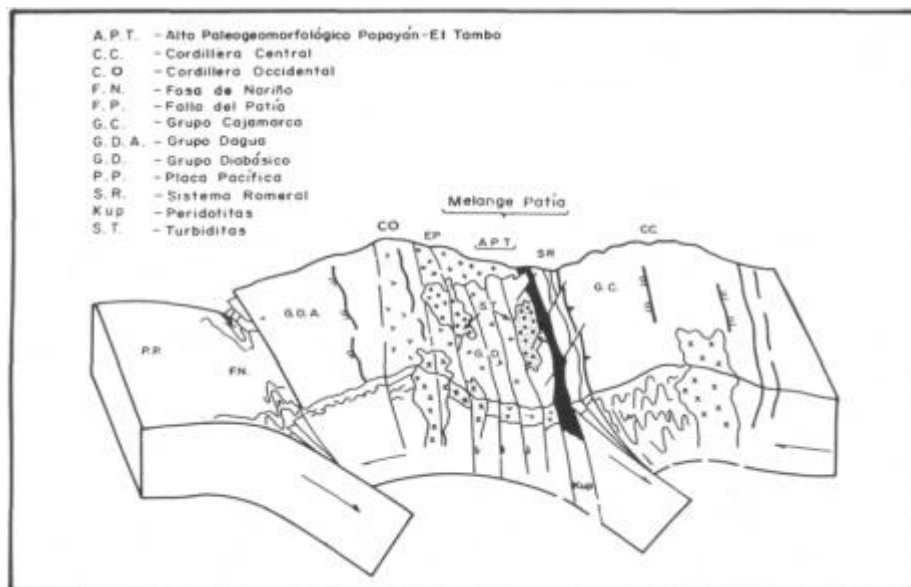 A.P.T. - Alto Paleogeomorfológico Popayán-El Tambo
C.C. - Cordillera Central
C.O - Cordillera Occidental
F.N. - Fosa de Nariño
F.P. - Falla del Patía
G.C. - Grupo Cajamarca
G.D.A. - Grupo Dagua
G.D. - Grupo Diabásico
P.P. - Placa Pacífica
S.R. - Sistema Romeral
Kup - Peridotitas
S.T. - Turbiditas
Melange Patía
CO
EP
A.P.T.
SR
CC.
G.D.A.
S.T.
G.C.
P.P.
F.N.
G.D.
Kup